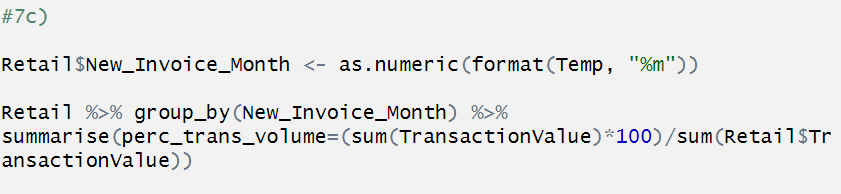 #7c)
Retail$New_Invoice_Month <- as.numeric(format(Temp, "%m"))
Retail %>% group_by(New_Invoice_Month) %>%
summarise(perc_trans_volume=(sum(TransactionValue)*100)/sum(Retail$Tr
ansactionValue))